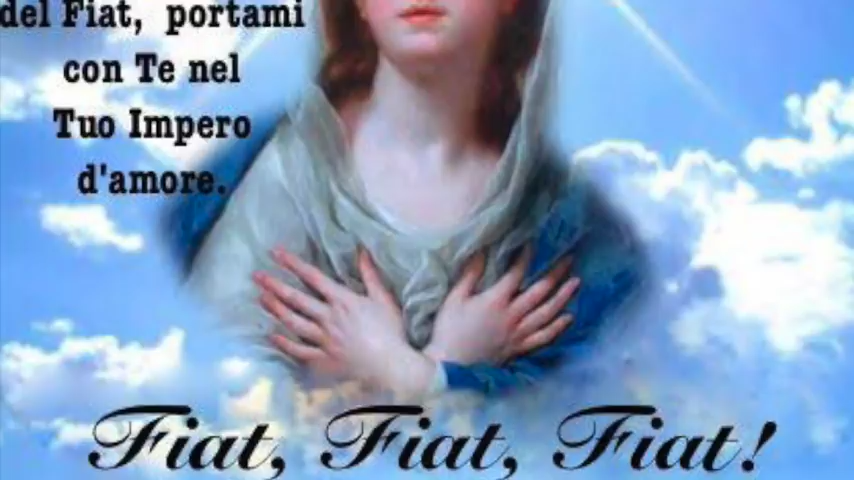 del Fiat, portami
con Te nel
Tuo Impero
d'amore.
Fiat, Fiat, Fiat!